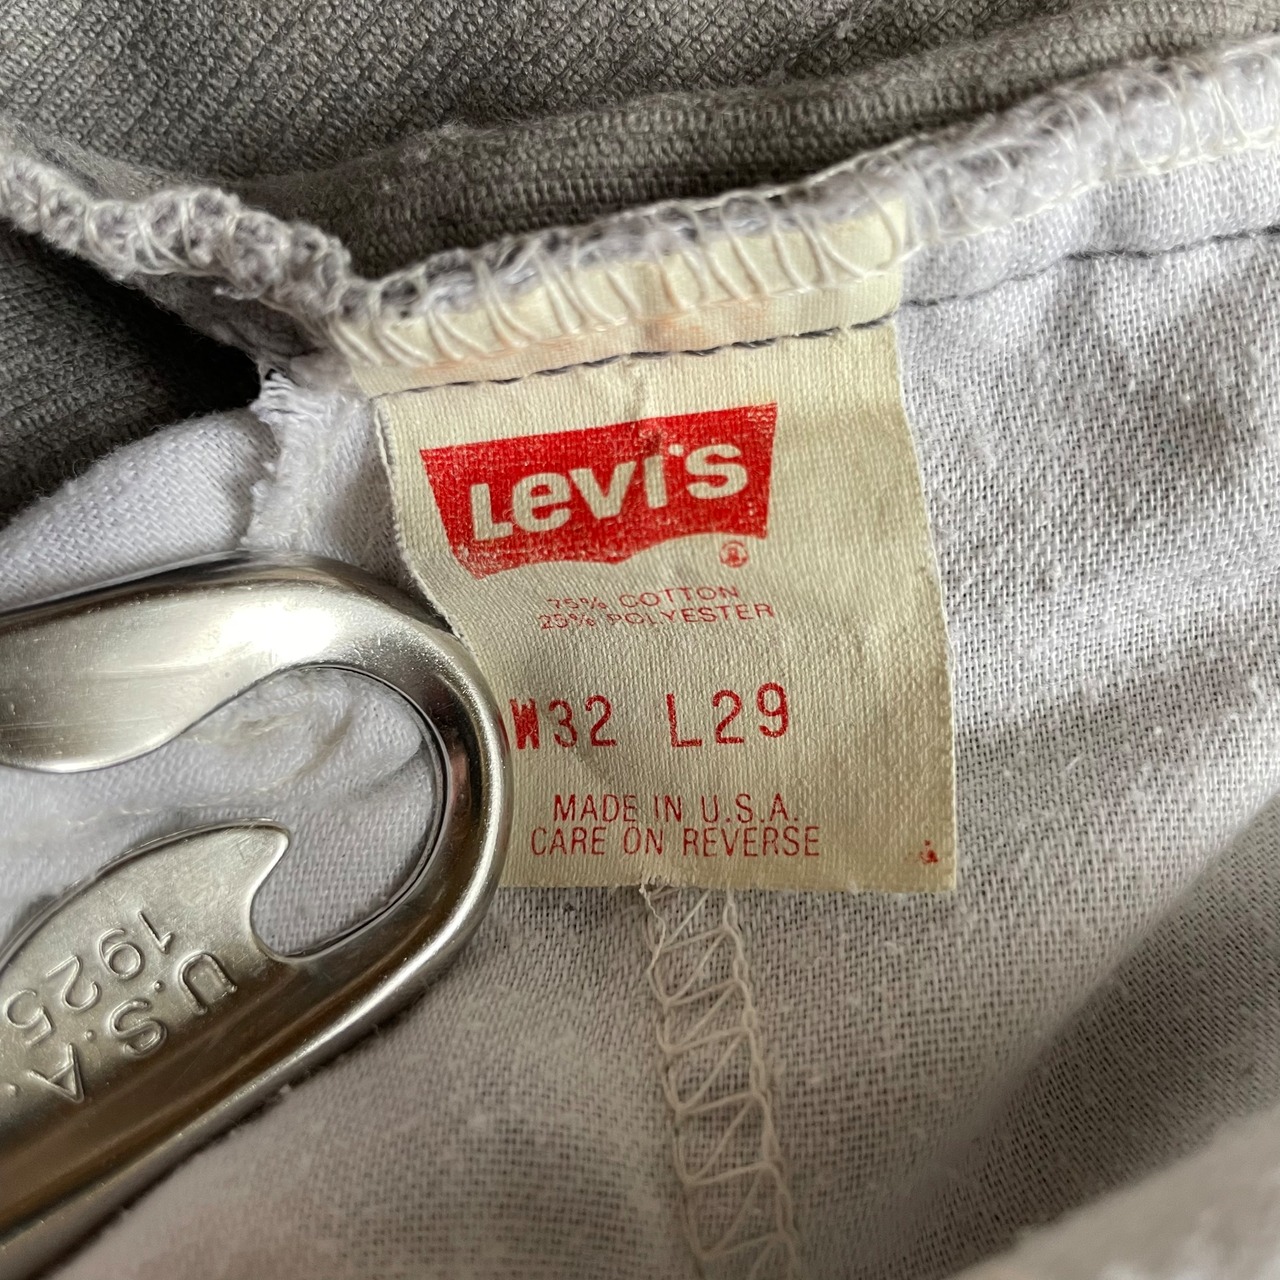 Levi's
®
75% COTTON
25% POLYESTER
W32 L29
MADE IN U.S.A.
CARE ON REVERSE
U.S.A.
1925